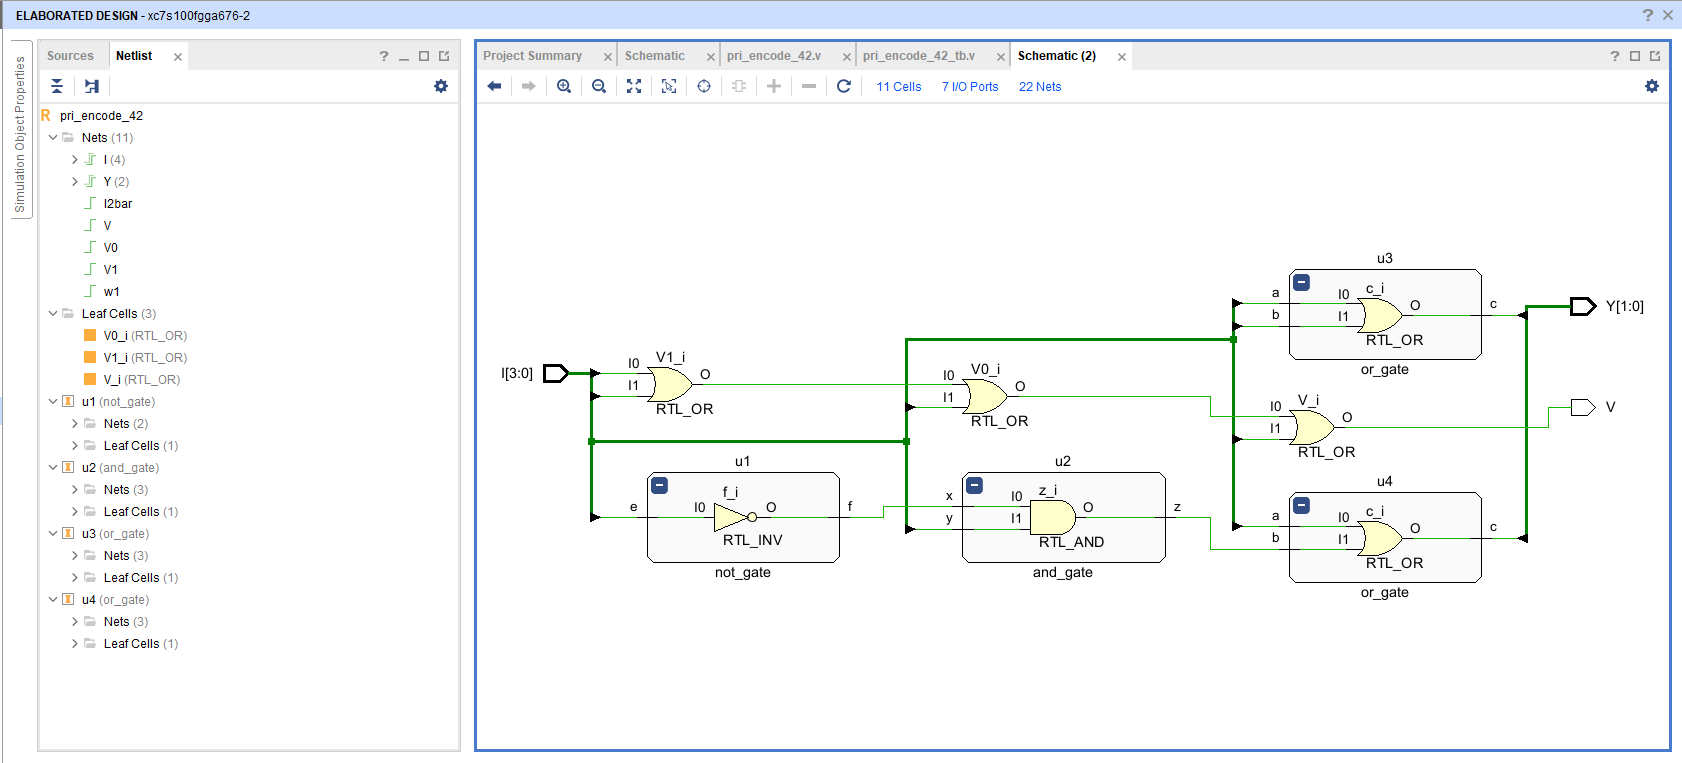 ELABORATED DESIGN - xc7s100fgga676-2
Simulation Object Properties
Sources
Netlist
pri_encode_42
Nets (11)
I (4)
Y (2)
I2bar
V
V0
V1
w1
Leaf Cells (3)
V0_i (RTL_OR)
V1_i (RTL_OR)
V_i (RTL_OR)
u1 (not_gate)
Nets (2)
Leaf Cells (1)
u2 (and_gate)
Nets (3)
Leaf Cells (1)
u3 (or_gate)
Nets (3)
Leaf Cells (1)
u4 (or_gate)
Nets (3)
Leaf Cells (1)
Project Summary
Schematic
pri_encode_42.v
pri_encode_42_tb.v
Schematic (2)
11 Cells
7 I/O Ports
22 Nets
I[3:0]
V1_i
I0
I1
O
RTL_OR
u1
e
f_i
I0
O
f
RTL_INV
not_gate
V0_i
I0
I1
O
RTL_OR
u2
x
y
z_i
I0
I1
O
z
RTL_AND
and_gate
u3
a
b
c_i
I0
I1
O
c
RTL_OR
or_gate
V_i
I0
I1
O
RTL_OR
u4
a
b
c_i
I0
I1
O
c
RTL_OR
or_gate
Y[1:0]
V